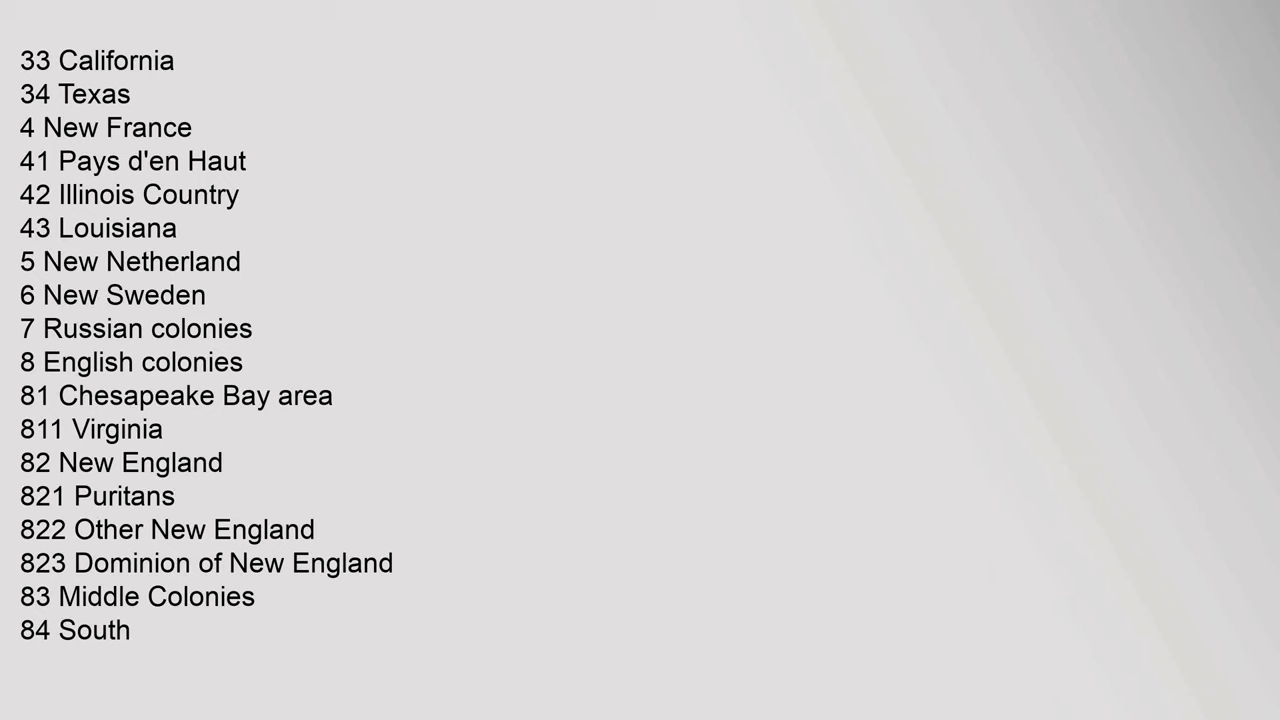 33 California
34 Texas
4 New France
41 Pays d'en Haut
42 Illinois Country
43 Louisiana
5 New Netherland
6 New Sweden
7 Russian colonies
8 English colonies
81 Chesapeake Bay area
811 Virginia
82 New England
821 Puritans
822 Other New England
823 Dominion of New England
83 Middle Colonies
84 South